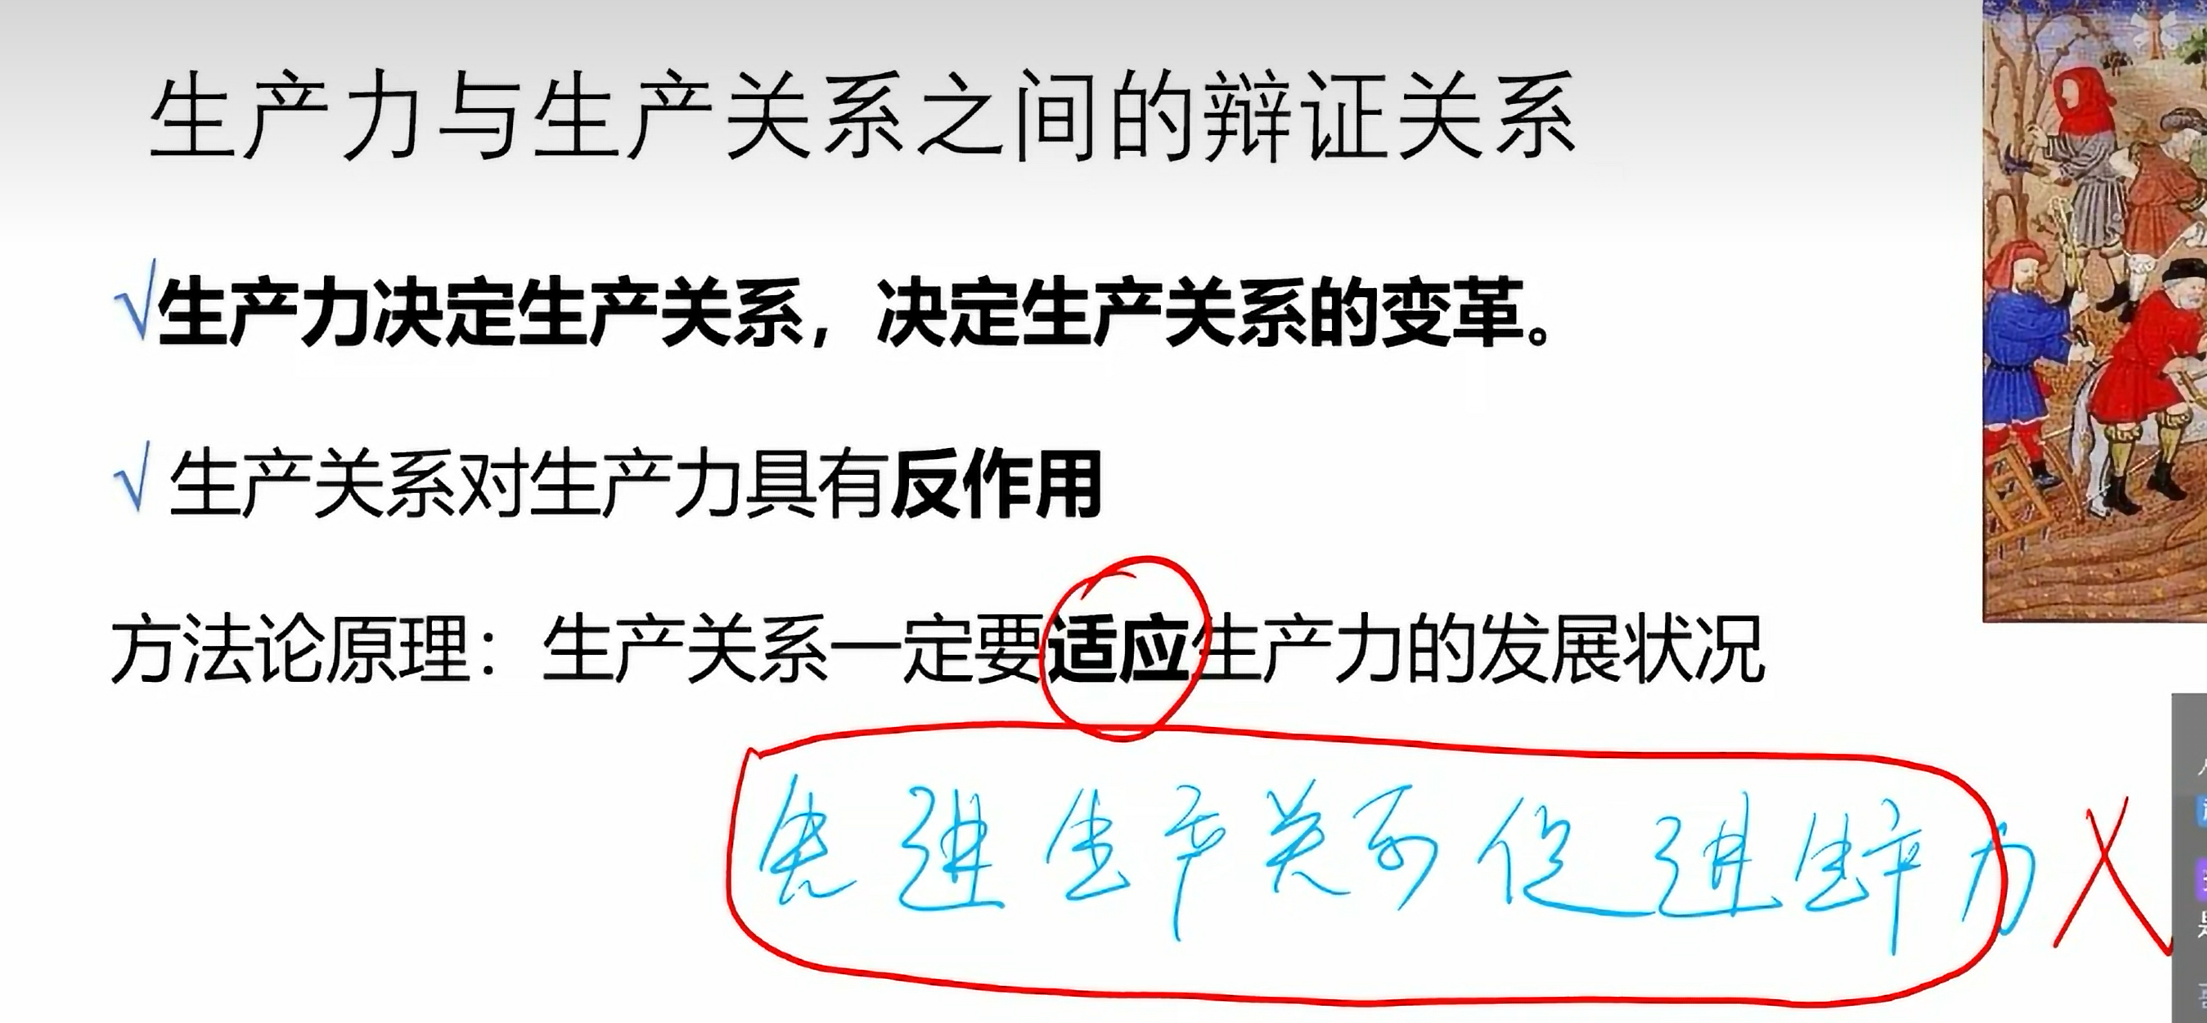 生产力与生产关系之间的辩证关系
√生产力决定生产关系，决定生产关系的变革。
√ 生产关系对生产力具有反作用
方法论原理：生产关系一定要适应生产力的发展状况
先进生产关系促进生产力 X